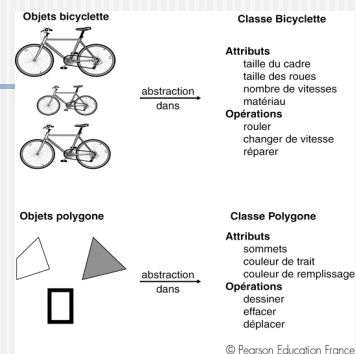 Objets bicyclette
Classe Bicyclette
Attributs
taille du cadre
taille des roues
nombre de vitesses
matériau
Opérations
rouler
changer de vitesse
réparer
abstraction
dans
Objets polygone
Classe Polygone
Attributs
sommets
couleur de trait
couleur de remplissage
Opérations
dessiner
effacer
déplacer
abstraction
dans
© Pearson Education France